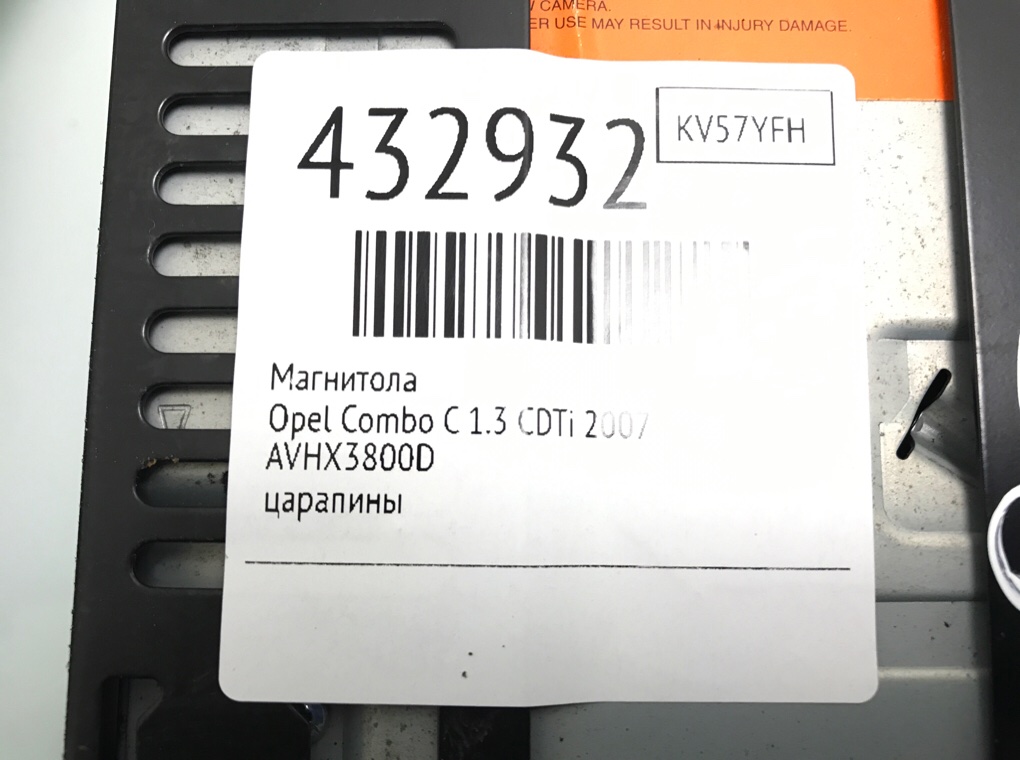 CAMERA.
ER USE MAY RESULT IN INJURY DAMAGE.
432932
KV57YFH
Магнитола
Opel Combo C 1.3 CDTi 2007
AVHX3800D
царапины